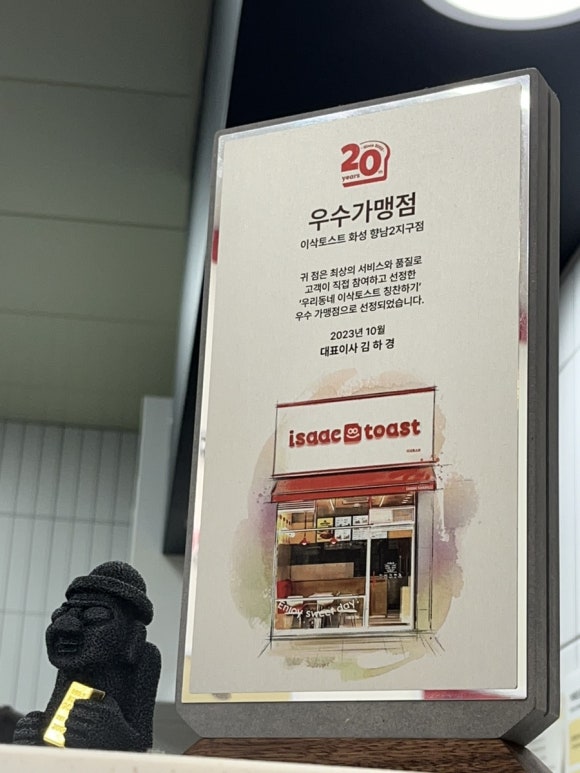 20
years
우수가맹점
이삭토스트 화성 향남2지구점
귀 점은 최상의 서비스와 품질로
고객이 직접 참여하고 선정한
'우리동네 이삭토스트 칭찬하기'
우수 가맹점으로 선정되었습니다.
2023년 10월
대표이사 김 하 경
isaac toast
Enjoy sweet day!